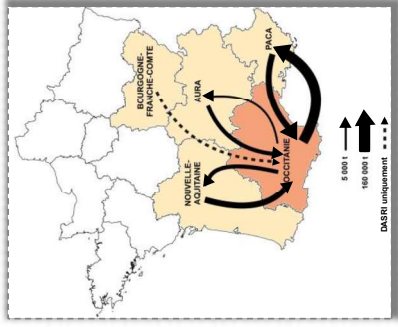 BOURGOGNE-
FRANCHE-COMTE
AURA
PACA
NOUVELLE-
AQUITAINE
OCCITANIE
5 000 t
160 000 t
DASRI uniquement